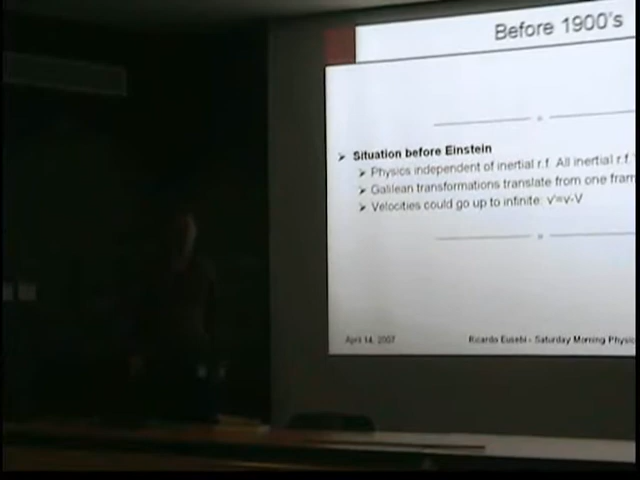 Before 1900's
Situation before Einstein
Physics independent of inertial r.f. All inertial r.f.
Galilean transformations translate from one fram
Velocities could go up to infinite: v'=v-V
April 14, 2007
Ricardo Eusebi - Saturday Morning Physi